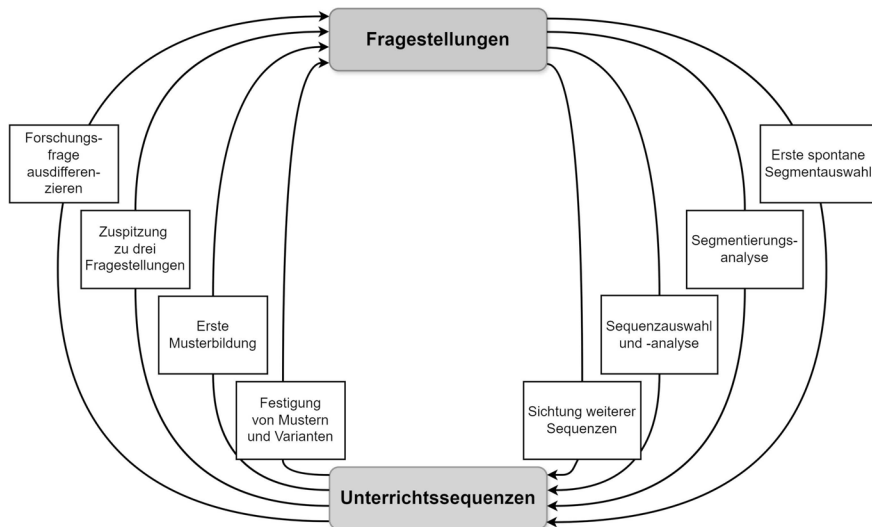 Fragestellungen
Forschungs-
frage
ausdifferen-
zieren
Erste spontane
Segmentauswahl
Zuspitzung
zu drei
Fragestellungen
Segmentierungs-
analyse
Erste
Musterbildung
Sequenzauswahl
und -analyse
Festigung
von Mustern
und Varianten
Sichtung weiterer
Sequenzen
Unterrichtssequenzen